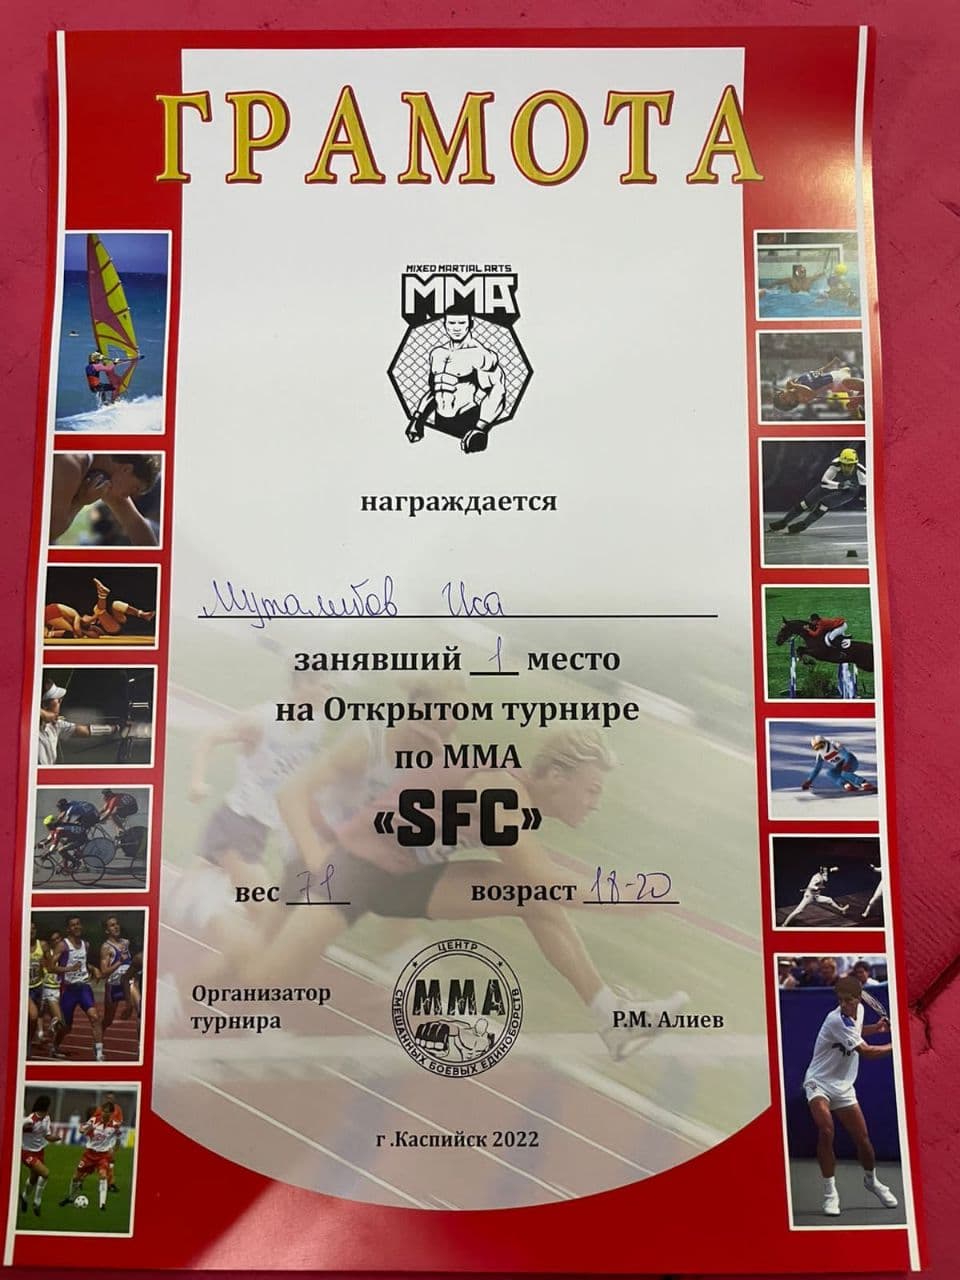 ГРАМОТА
MIXED MARTIAL ARTS
MMA
награждается
Муталибов Иса
занявший 1 место
на Открытом турнире
по ММА
«SFC»
вес 71 возраст 18-20
ЦЕНТР
ММА
СМЕШАННЫХ БОЕВЫХ ЕДИНОБОРСТВ
Организатор
турнира
Р.М. Алиев
г .Каспийск 2022